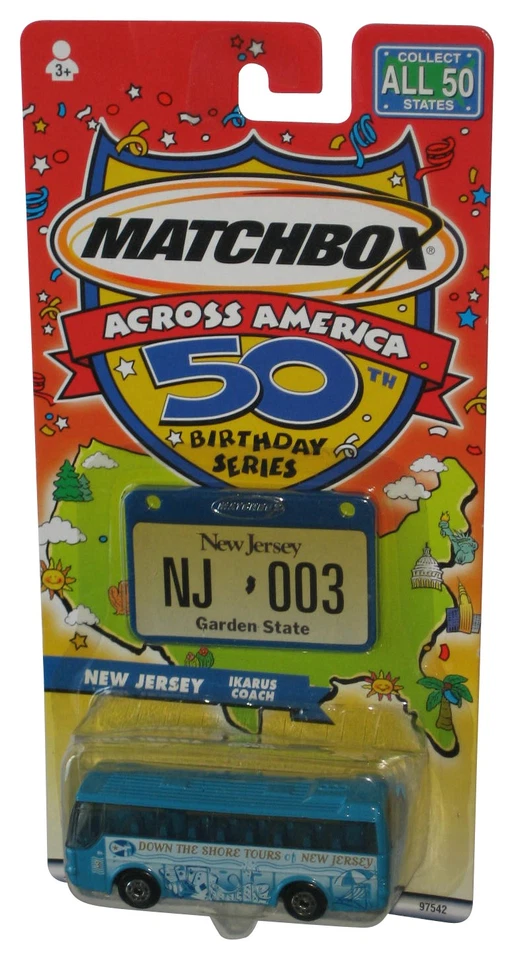 3+
COLLECT
ALL 50
STATES
MATCHBOX®
ACROSS AMERICA
50TH
BIRTHDAY
SERIES
MATCHBOX
New Jersey
NJ 003
Garden State
NEW JERSEY IKARUS
COACH
DOWN THE SHORE TOURS of NEW JERSEY
97542